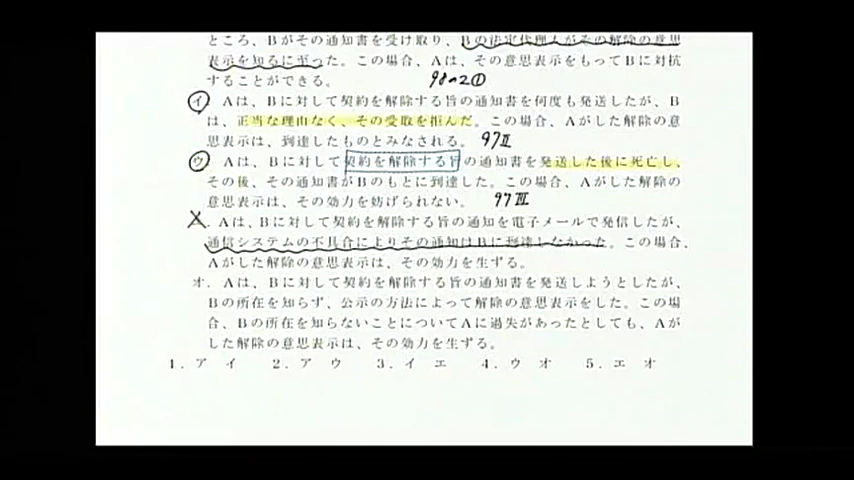 ところ、Bがその通知書を受け取り、Bの法定代理人がその解除の意思
表示を知るに至った。この場合、Aは、その意思表示をもってBに対抗
することができる。 98の2①
イ Aは、Bに対して契約を解除する旨の通知書を何度も発送したが、B
は、正当な理由なく、その受取を拒んだ。この場合、Aがした解除の意
思表示は、到達したものとみなされる。 97Ⅱ
ウ Aは、Bに対して契約を解除する旨の通知書を発送した後に死亡し、
その後、その通知書がBのもとに到達した。この場合、Aがした解除の
意思表示は、その効力を妨げられない。 97Ⅲ
. Aは、Bに対して契約を解除する旨の通知を電子メールで発信したが、
通信システムの不具合によりその通知はBに到達しなかった。この場合、
Aがした解除の意思表示は、その効力を生ずる。
オ. Aは、Bに対して契約を解除する旨の通知書を発送しようとしたが、
Bの所在を知らず、公示の方法によって解除の意思表示をした。この場
合、Bの所在を知らないことについてAに過失があったとしても、Aが
した解除の意思表示は、その効力を生ずる。
1. ア イ 2. ア ウ 3. イ エ 4. ウ オ 5. エ オ